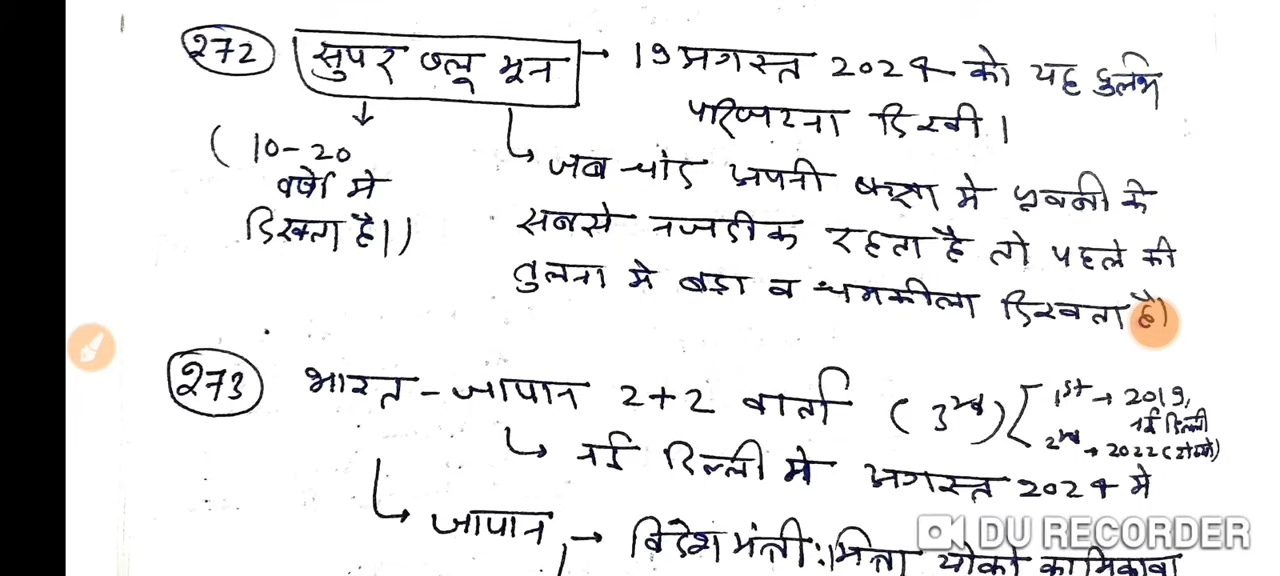 272 सुपर ब्लू मून → 19 अगस्त 2024 को यह दुर्लभ
परिघटना दिखी।
(10-20
वर्षो मे
दिखता है।)
जब चांद अपनी कक्षा मे पृथ्वी के
सबसे नजदीक रहता है तो पहले की
तुलना मे बड़ा व चमकीला दिखता है।
273 भारत-जापान 2+2 वार्ता (3rd) [1st → 2019,
नई दिल्ली
2nd → 2022 (टोक्यो)
नई दिल्ली मे अगस्त 2024 मे
जापान → विदेश मंत्री: योको कामिकावा
DU RECORDER